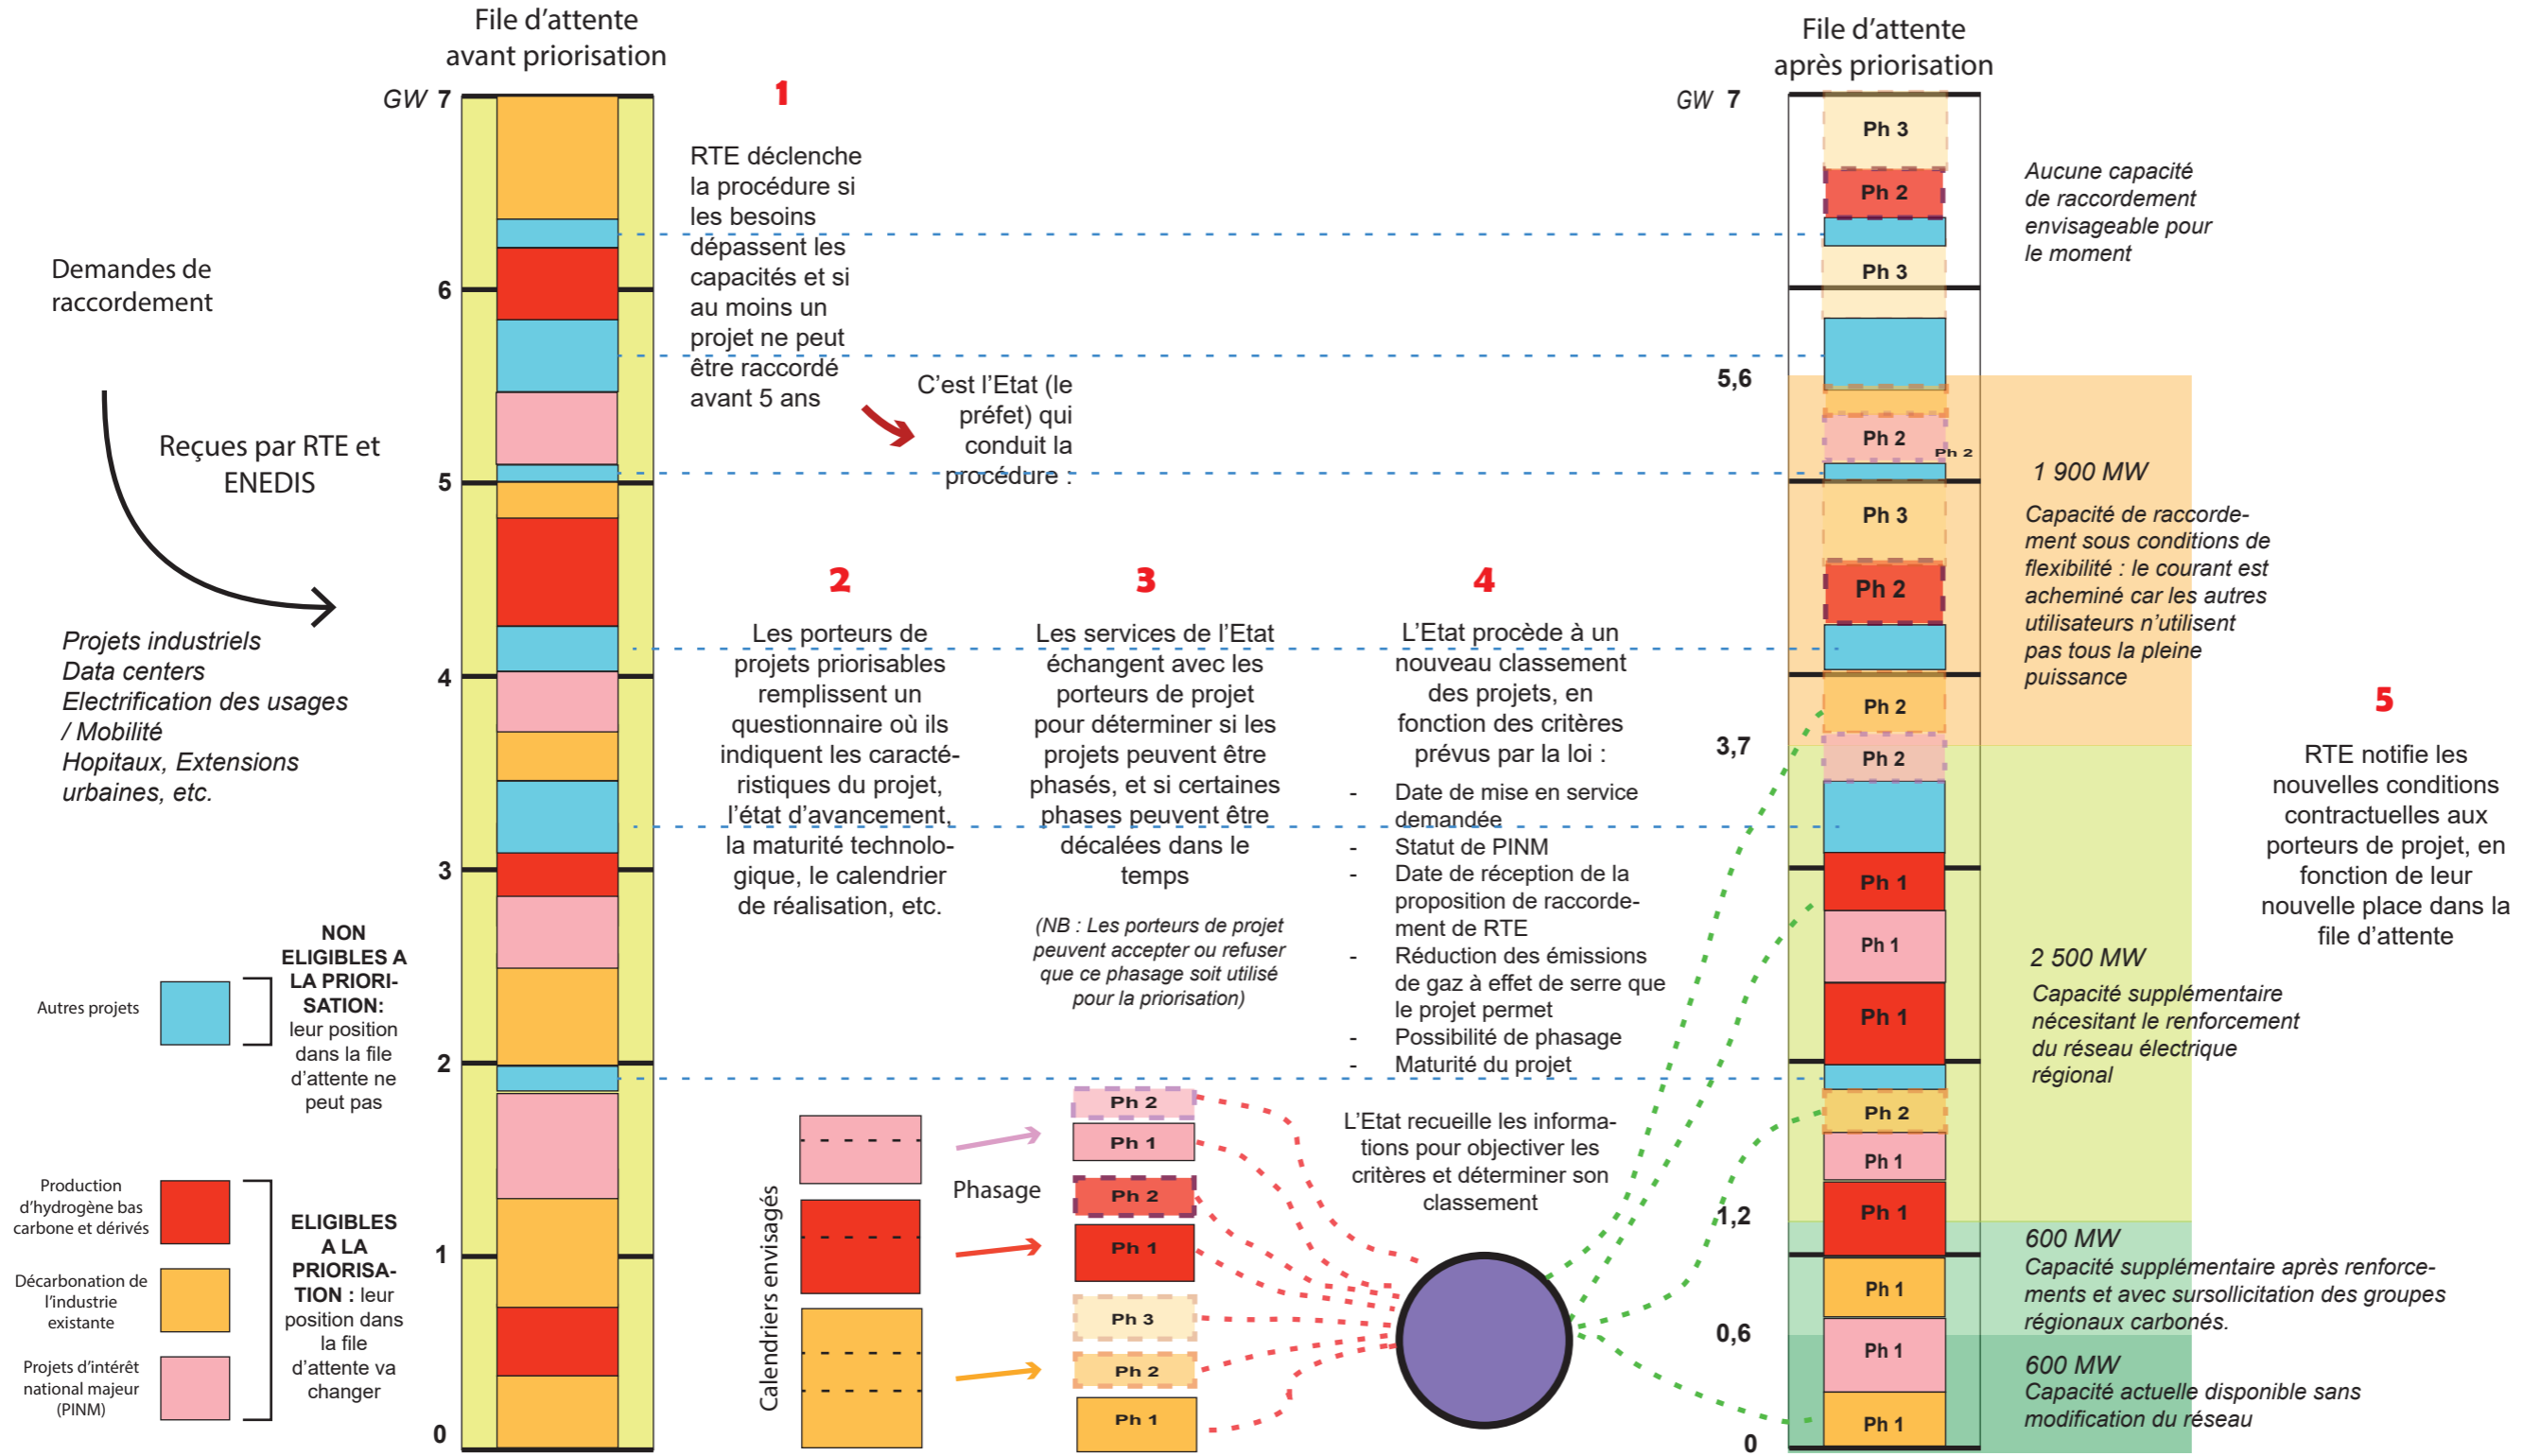 File d'attente
avant priorisation
GW 7
6
5
4
3
2
1
0
Demandes de
raccordement
Reçues par RTE et
ENEDIS
Projets industriels
Data centers
Electrification des usages
/ Mobilité
Hopitaux, Extensions
urbaines, etc.
Autres projets
NON
ELIGIBLES A
LA PRIORI-
SATION:
leur position
dans la file
d'attente ne
peut pas
Production
d'hydrogène bas
carbone et dérivés
Décarbonation de
l'industrie
existante
Projets d'intérêt
national majeur
(PINM)
ELIGIBLES
A LA
PRIORISA-
TION : leur
position dans
la file
d'attente va
changer
1
RTE déclenche
la procédure si
les besoins
dépassent les
capacités et si
au moins un
projet ne peut
être raccordé
avant 5 ans
C'est l'Etat (le
préfet) qui
conduit la
procédure :
2
Les porteurs de
projets priorisables
remplissent un
questionnaire où ils
indiquent les caracté-
ristiques du projet,
l'état d'avancement,
la maturité technolo-
gique, le calendrier
de réalisation, etc.
3
Les services de l'Etat
échangent avec les
porteurs de projet
pour déterminer si les
projets peuvent être
phasés, et si certaines
phases peuvent être
décalées dans le
temps
(NB : Les porteurs de projet
peuvent accepter ou refuser
que ce phasage soit utilisé
pour la priorisation)
4
L'Etat procède à un
nouveau classement
des projets, en
fonction des critères
prévus par la loi :
- Date de mise en service
demandée
- Statut de PINM
- Date de réception de la
proposition de raccorde-
ment de RTE
- Réduction des émissions
de gaz à effet de serre que
le projet permet
- Possibilité de phasage
- Maturité du projet
L'Etat recueille les informa-
tions pour objectiver les
critères et déterminer son
classement
Calendriers envisagés
Phasage
Ph 2
Ph 1
Ph 2
Ph 1
Ph 3
Ph 2
Ph 1
File d'attente
après priorisation
GW 7
5,6
3,7
1,2
0,6
0
Ph 3
Ph 2
Ph 3
Ph 2
Ph 2
Ph 3
Ph 2
Ph 2
Ph 2
Ph 1
Ph 1
Ph 1
Ph 2
Ph 1
Ph 1
Ph 1
Ph 1
Ph 1
Aucune capacité
de raccordement
envisageable pour
le moment
1 900 MW
Capacité de raccorde-
ment sous conditions de
flexibilité : le courant est
acheminé car les autres
utilisateurs n'utilisent
pas tous la pleine
puissance
2 500 MW
Capacité supplémentaire
nécesitant le renforcement
du réseau électrique
régional
600 MW
Capacité supplémentaire après renforce-
ments et avec sursollicitation des groupes
régionaux carbonés.
600 MW
Capacité actuelle disponible sans
modification du réseau
5
RTE notifie les
nouvelles conditions
contractuelles aux
porteurs de projet, en
fonction de leur
nouvelle place dans la
file d'attente